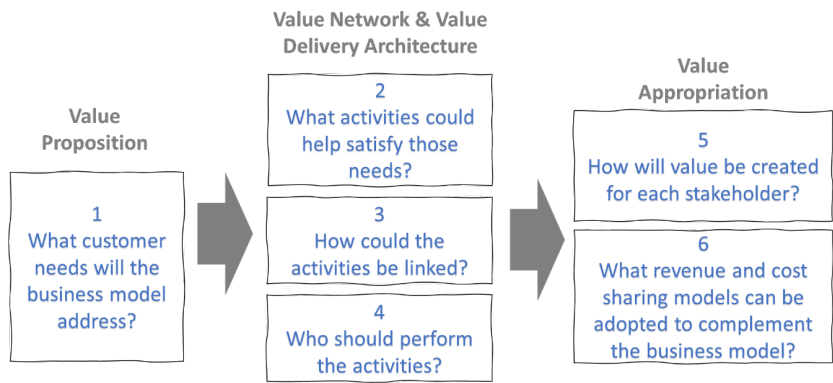 Value
Proposition
1
What customer
needs will the
business model
address?
Value Network & Value
Delivery Architecture
2
What activities could
help satisfy those
needs?
3
How could the
activities be linked?
4
Who should perform
the activities?
Value
Appropriation
5
How will value be created
for each stakeholder?
6
What revenue and cost
sharing models can be
adopted to complement
the business model?